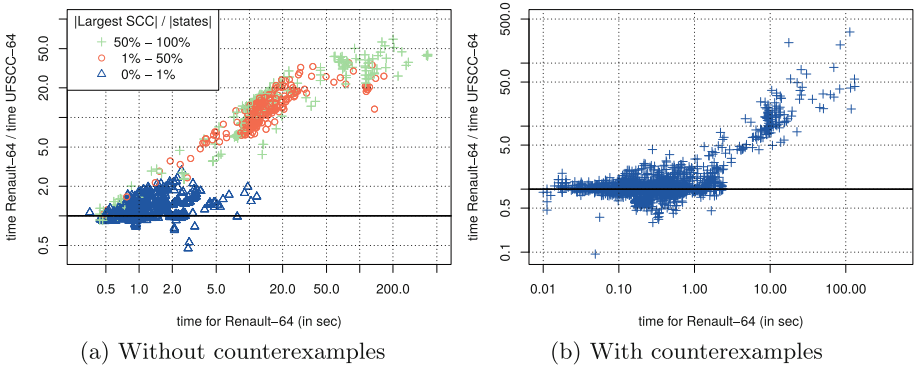 |Largest SCC| / |states|
50% − 100%
1% − 50%
0% − 1%
time Renault−64 / time UFSCC−64
50.0
20.0
5.0
2.0
0.5
0.5 1.0 2.0 5.0 20.0 50.0 200.0
time for Renault−64 (in sec)
(a) Without counterexamples
time Renault−64 / time UFSCC−64
500.0
50.0
5.0
0.5
0.1
0.01 0.10 1.00 10.00 100.00
time for Renault−64 (in sec)
(b) With counterexamples